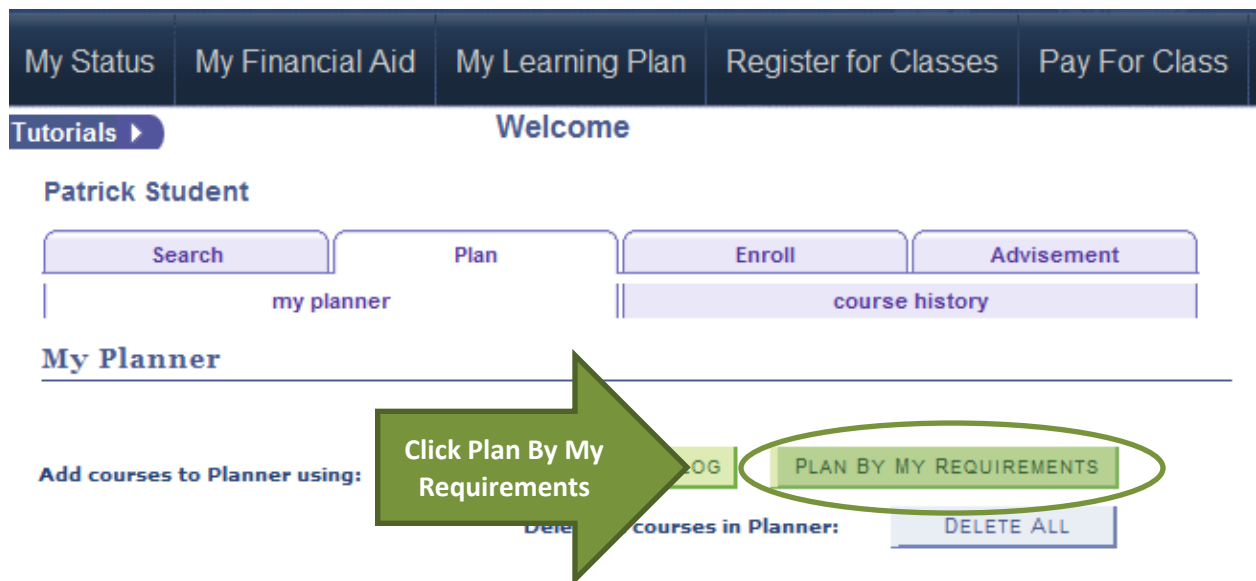 My Status My Financial Aid My Learning Plan Register for Classes Pay For Class
Tutorials
Welcome
Patrick Student
Search Plan Enroll Advisement
my planner course history
My Planner
Add courses to Planner using:
Click Plan By My
Requirements
OG
PLAN BY MY REQUIREMENTS
courses in Planner:
DELETE ALL